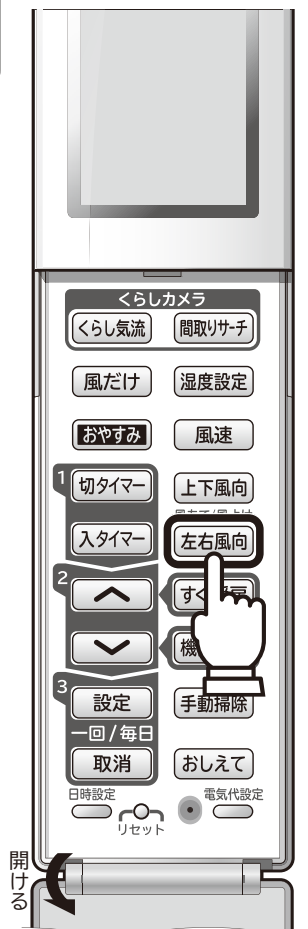 くらしカメラ
くらし気流
間取りサーチ
風だけ
湿度設定
おやすみ
風速
1
切タイマー
上下風向
入タイマー
左右風向
2
すぐ
3
設定
手動掃除
一回/毎日
取消
おしえて
日時設定
リセット
電気代設定
開ける